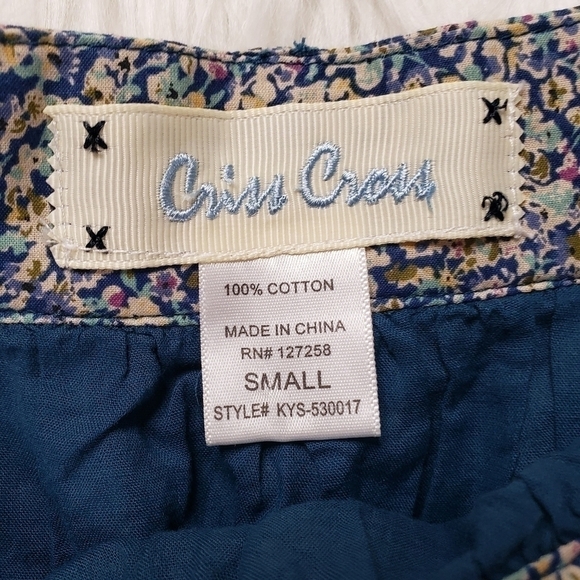 Criss Cross
100% COTTON
MADE IN CHINA
RN# 127258
SMALL
STYLE# KYS-530017